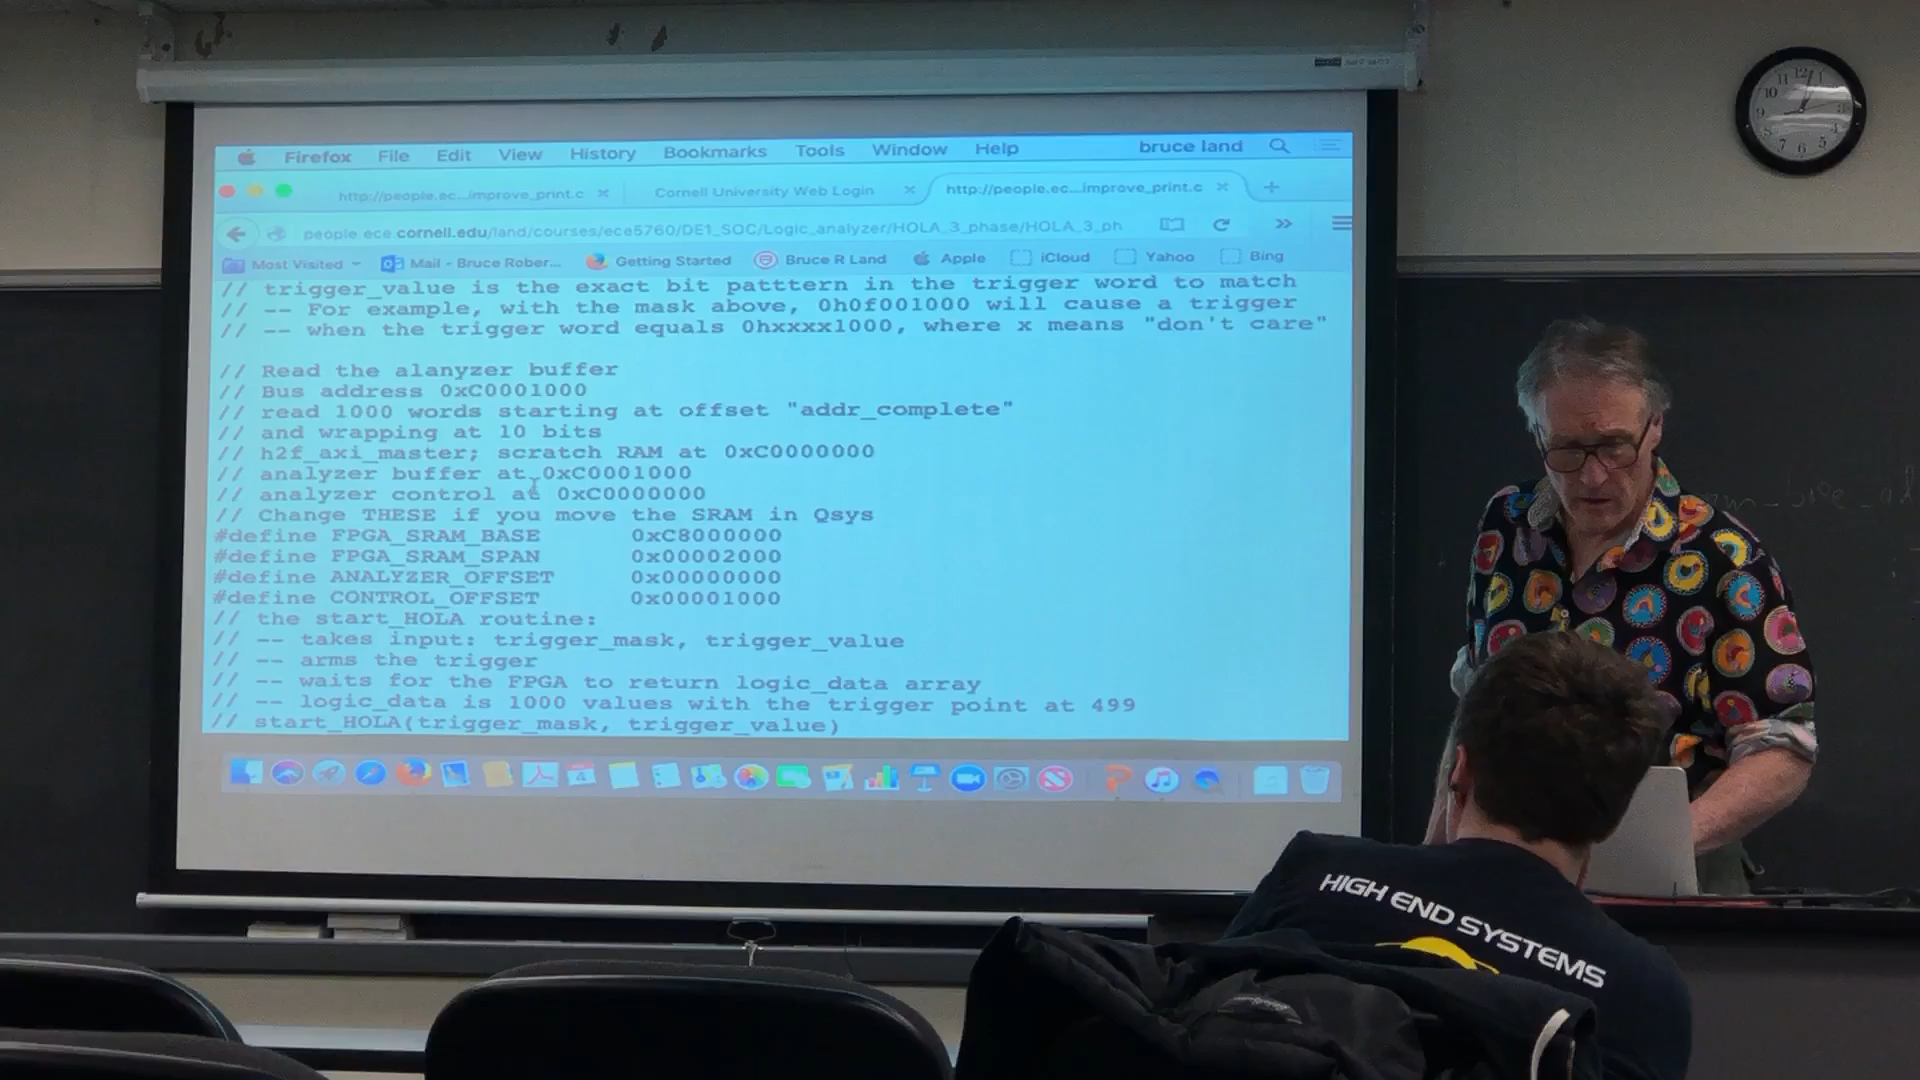 Firefox File Edit View History Bookmarks Tools Window Help bruce land
http://people.ec...improve_print.c Cornell University Web Login http://people.ec...improve_print.c
people.ece.cornell.edu/land/courses/ece5760/DE1_SOC/Logic_analyzer/HOLA_3_phase/HOLA_3_ph
Most Visited Mail - Bruce Rober... Getting Started Bruce R Land Apple iCloud Yahoo Bing
// trigger_value is the exact bit patttern in the trigger word to match
// -- For example, with the mask above, 0h0f001000 will cause a trigger
// -- when the trigger word equals 0hxxxx1000, where x means "don't care"
// Read the alanyzer buffer
// Bus address 0xC0001000
// read 1000 words starting at offset "addr_complete"
// and wrapping at 10 bits
// h2f_axi_master; scratch RAM at 0xC0000000
// analyzer buffer at 0xC0001000
// analyzer control at 0xC0000000
// Change THESE if you move the SRAM in Qsys
#define FPGA_SRAM_BASE 0xC8000000
#define FPGA_SRAM_SPAN 0x00002000
#define ANALYZER_OFFSET 0x00000000
#define CONTROL_OFFSET 0x00001000
// the start_HOLA routine:
// -- takes input: trigger_mask, trigger_value
// -- arms the trigger
// -- waits for the FPGA to return logic_data array
// -- logic_data is 1000 values with the trigger point at 499
// start_HOLA(trigger_mask, trigger_value)
HIGH END SYSTEMS